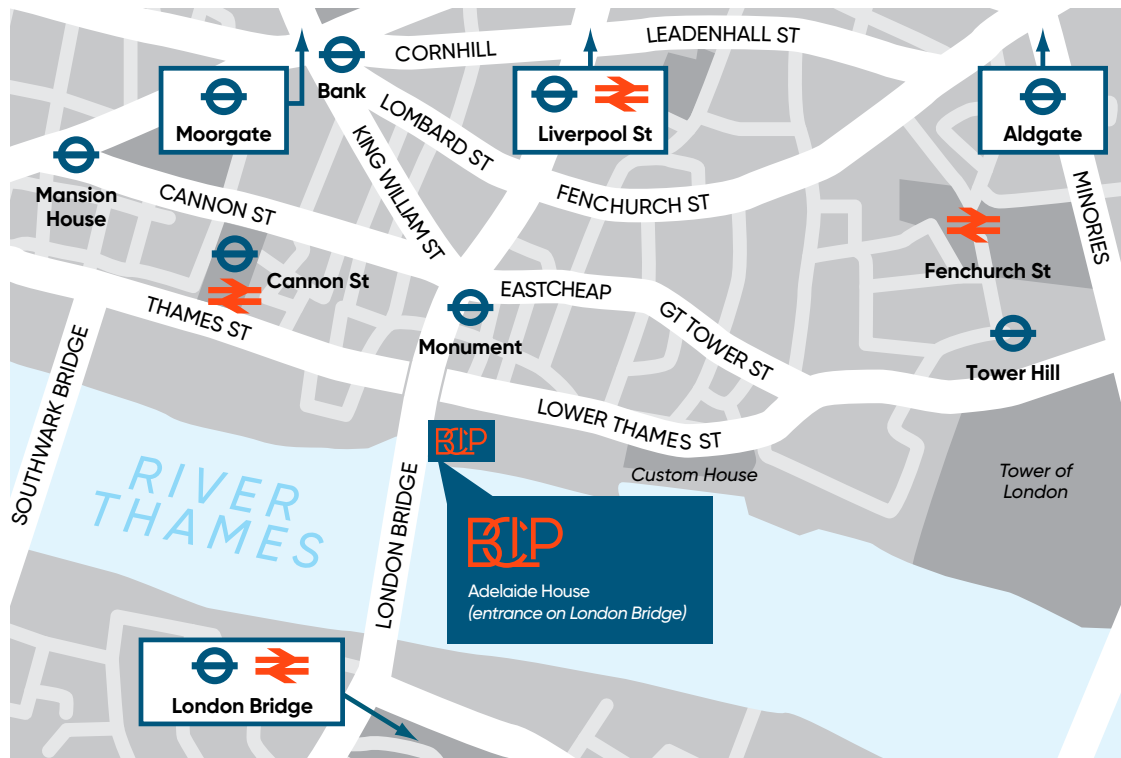 CORNHILL
LEADENHALL ST
Bank
Moorgate
Liverpool St
Aldgate
LOMBARD ST
KING WILLIAM ST
Mansion
House
CANNON ST
FENCHURCH ST
MINORIES
Cannon St
Fenchurch St
EASTCHEAP
THAMES ST
GT TOWER ST
Monument
Tower Hill
SOUTHWARK BRIDGE
LOWER THAMES ST
BCLP
Custom House
Tower of
London
RIVER
THAMES
LONDON BRIDGE
BCLP
Adelaide House
(entrance on London Bridge)
London Bridge